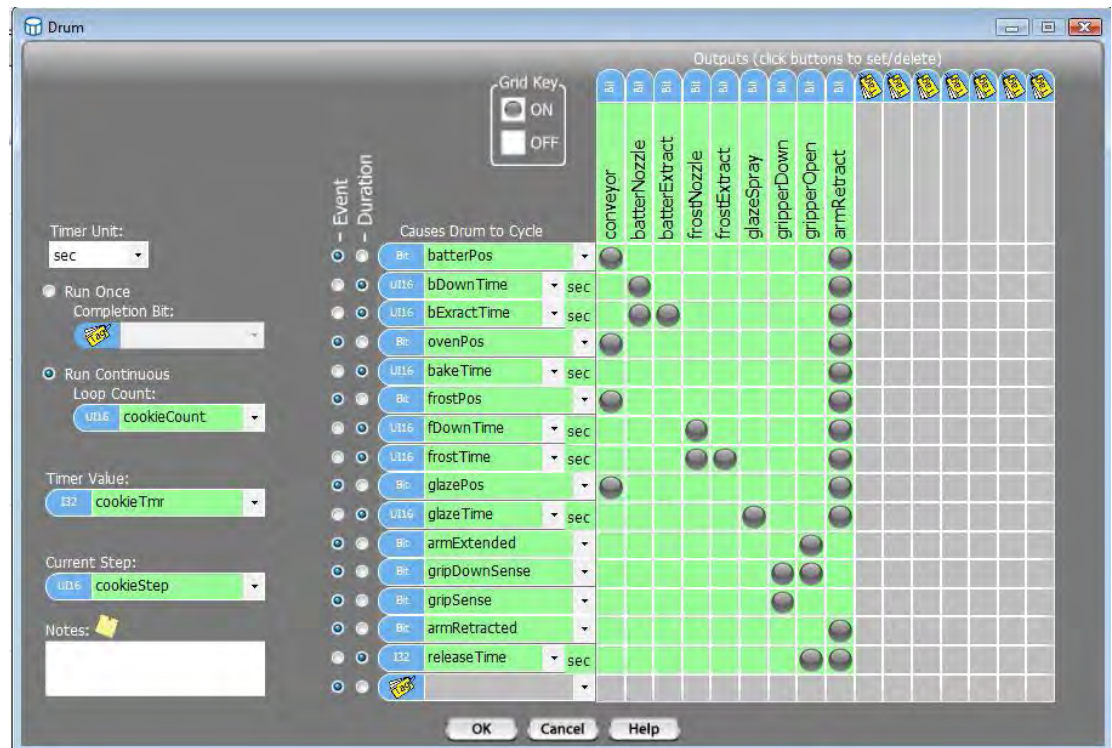 Drum
Outputs (click buttons to set/delete)
Grid Key
ON
OFF
Bit
Bit
Bit
Bit
Bit
Bit
Bit
Bit
Bit
conveyor
batterNozzle
batterExtract
frostNozzle
frostExtract
glazeSpray
gripperDown
gripperOpen
armRetract
Event
Duration
Causes Drum to Cycle
Timer Unit:
sec
Run Once
Completion Bit:
Tag
Run Continuous
Loop Count:
UI16 cookieCount
Timer Value:
I32 cookieTmr
Current Step:
UI16 cookieStep
Notes:
Bit batterPos
UI16 bDownTime sec
UI16 bExractTime sec
Bit ovenPos
UI16 bakeTime sec
Bit frostPos
UI16 fDownTime sec
UI16 frostTime sec
Bit glazePos
UI16 glazeTime sec
Bit armExtended
Bit gripDownSense
Bit gripSense
Bit armRetracted
I32 releaseTime sec
Tag
OK Cancel Help